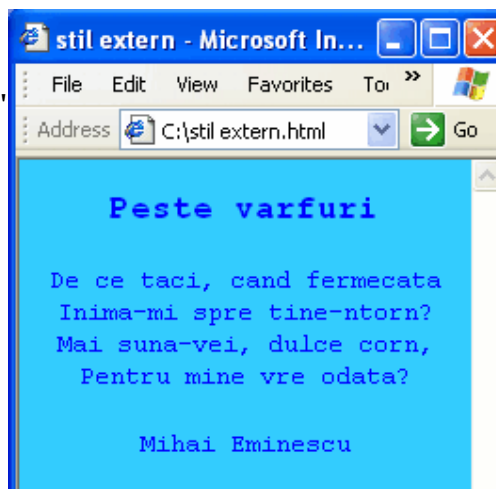 stil extern - Microsoft In...
File Edit View Favorites To »
Address C:\stil extern.html Go
Peste varfuri
De ce taci, cand fermecata
Inima-mi spre tine-ntorn?
Mai suna-vei, dulce corn,
Pentru mine vre odata?
Mihai Eminescu